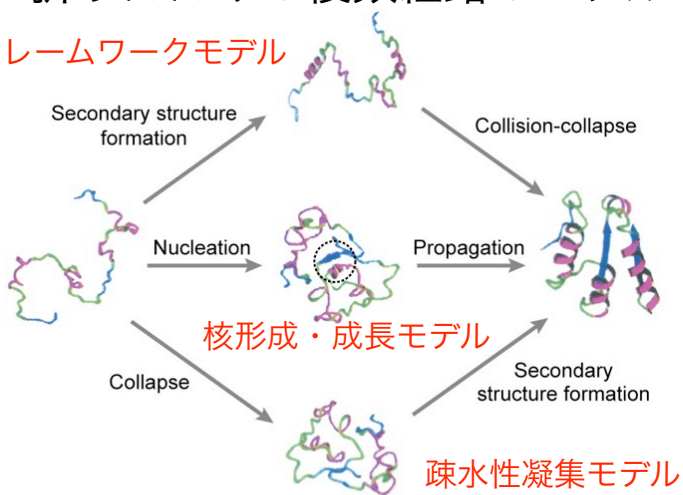 レームワークモデル
Secondary structure
formation
Collision-collapse
Nucleation
Propagation
核形成・成長モデル
Collapse
Secondary
structure formation
疎水性凝集モデル